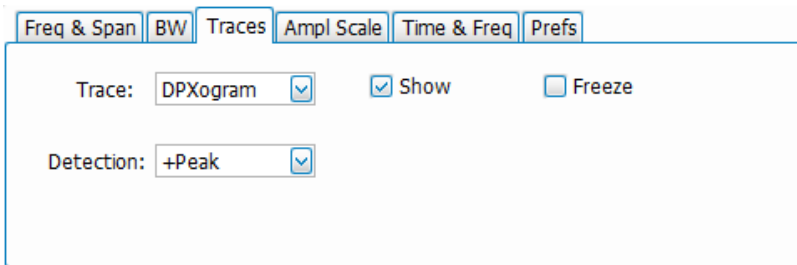 Freq & Span BW Traces Ampl Scale Time & Freq Prefs
Trace: DPXogram Show Freeze
Detection: +Peak